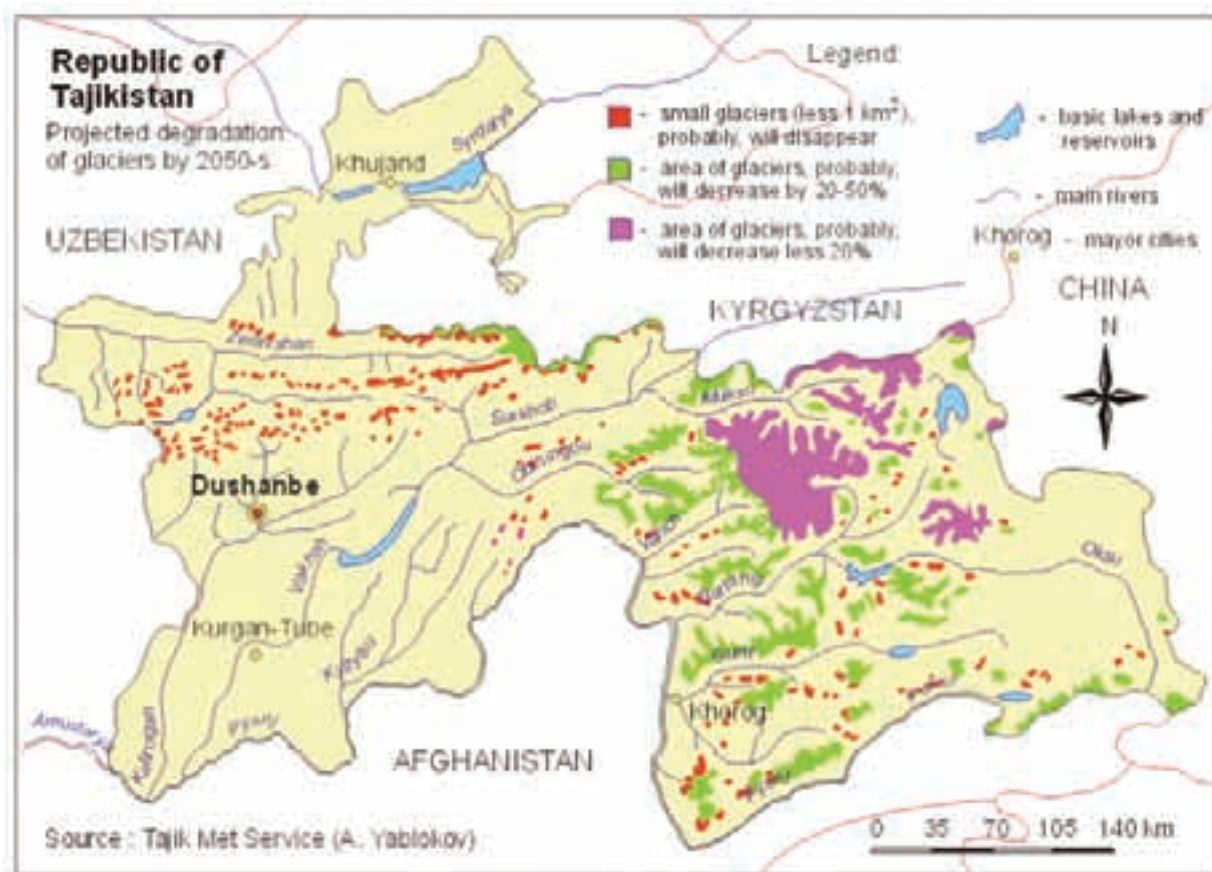 Republic of
Tajikistan
Projected degradation
of glaciers by 2050-s
Legend:
- small glaciers (less 1 km²),
probably, will disappear
- area of glaciers, probably,
will decrease by 20-50%
- area of glaciers, probably,
will decrease less 20%
- basic lakes and
reservoirs
- main rivers
Khorog - mayor cities
Syrdarya
Khujand
UZBEKISTAN
KYRGYZSTAN
CHINA
N
Zeravshan
Surkhob
Muksu
Obihingou
Dushanbe
Vakhsh
Kurgan-Tube
Kyzylsu
Kafirnigan
Amudarya
Pyanj
Gunt
Khorog
Oksu
AFGHANISTAN
Source : Tajik Met Service (A. Yablokov)
0 35 70 105 140 km